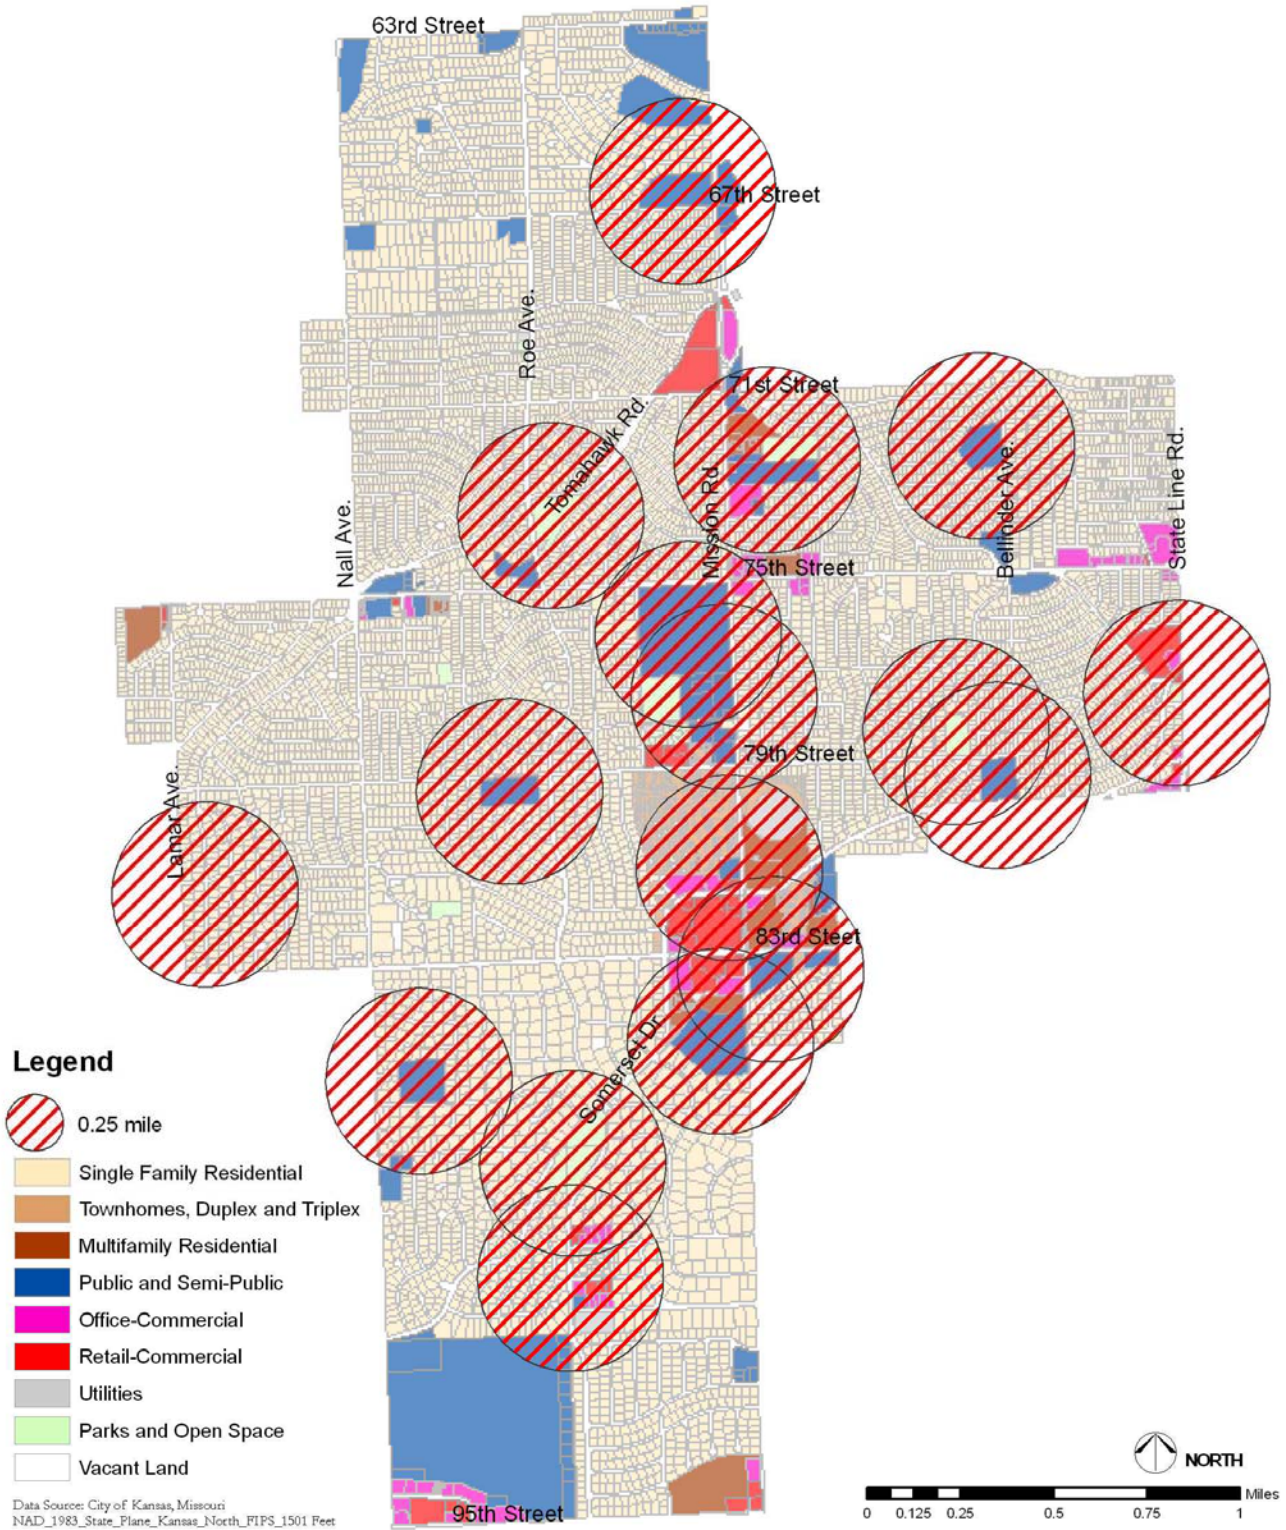 63rd Street
67th Street
Roe Ave.
71st Street
Tomahawk Rd.
Mission Rd
Bellinder Ave.
State Line Rd.
Nall Ave.
75th Street
79th Street
Lamar Ave.
83rd Steet
Somerset Dr
Legend
0.25 mile
Single Family Residential
Townhomes, Duplex and Triplex
Multifamily Residential
Public and Semi-Public
Office-Commercial
Retail-Commercial
Utilities
Parks and Open Space
Vacant Land
Data Source: City of Kansas, Missouri
NAD_1983_State_Plane_Kansas_North_FIPS_1501 Feet
95th Street
NORTH
Miles
0 0.125 0.25 0.5 0.75 1